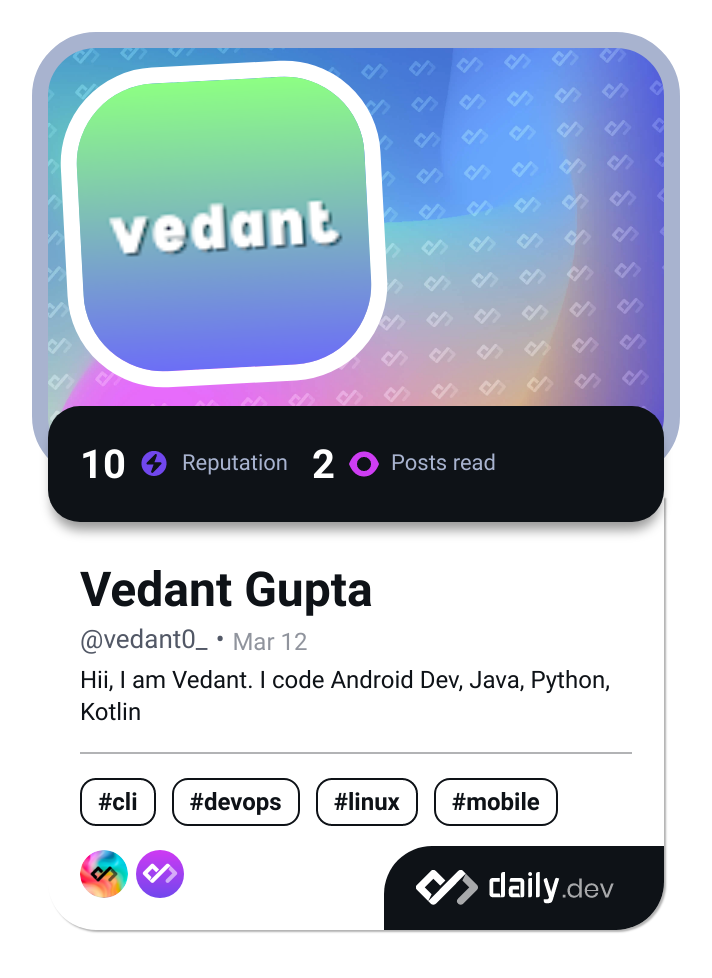 vedant
10 Reputation 2 Posts read
Vedant Gupta
@vedant0_ • Mar 12
Hii, I am Vedant. I code Android Dev, Java, Python,
Kotlin
#cli #devops #linux #mobile
daily.dev